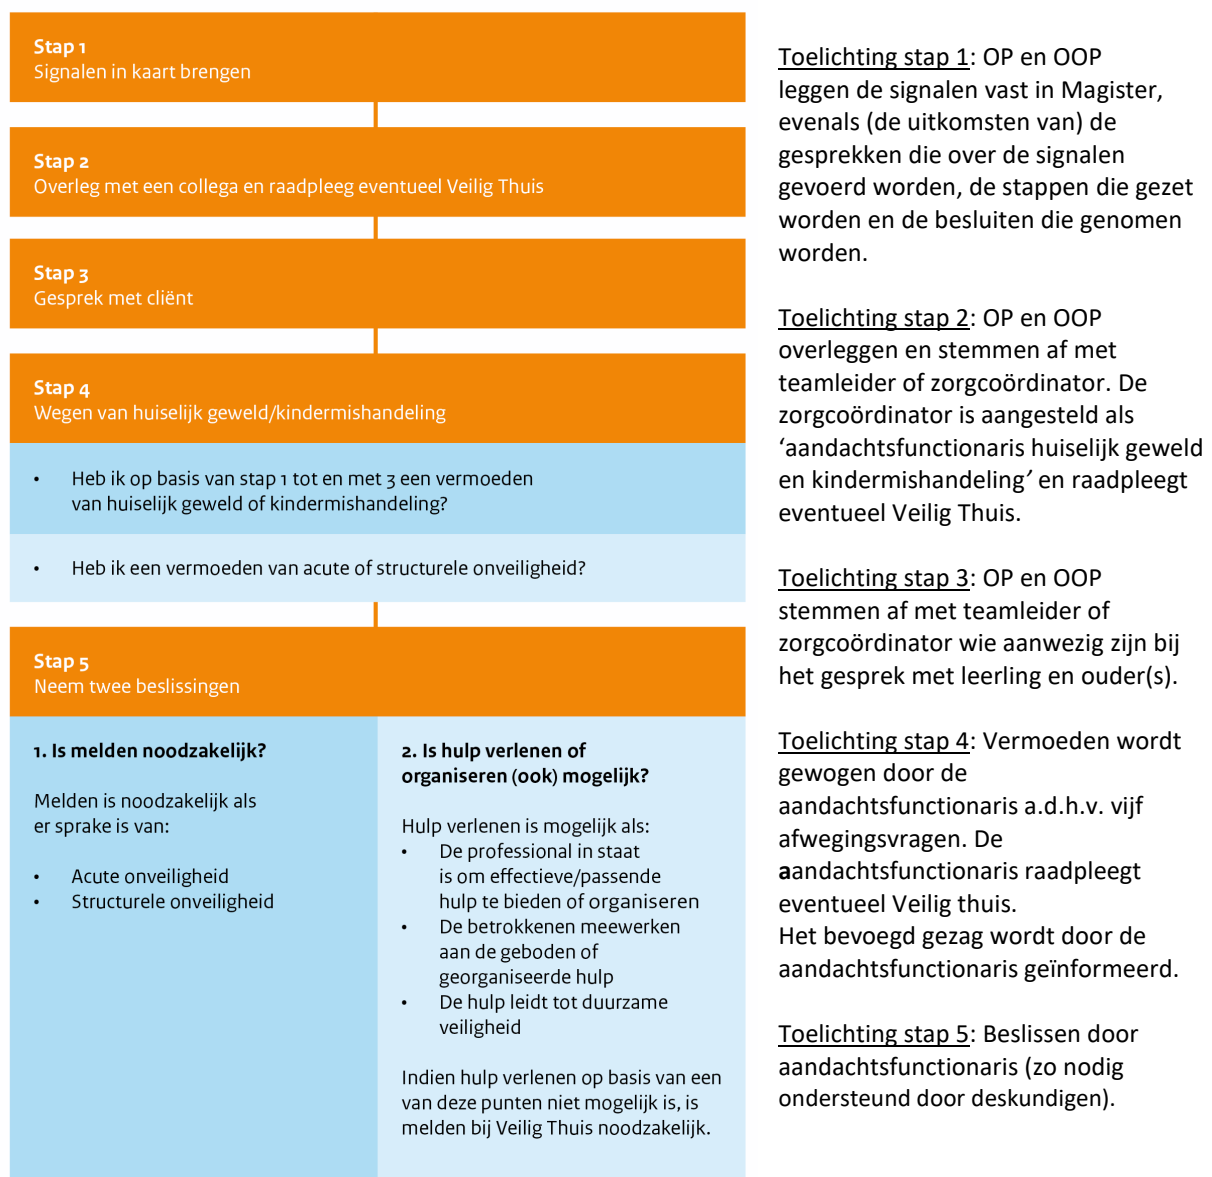 Stap 1
Signalen in kaart brengen
Stap 2
Overleg met een collega en raadpleeg eventueel Veilig Thuis
Stap 3
Gesprek met cliënt
Stap 4
Wegen van huiselijk geweld/kindermishandeling
• Heb ik op basis van stap 1 tot en met 3 een vermoeden
van huiselijk geweld of kindermishandeling?
• Heb ik een vermoeden van acute of structurele onveiligheid?
Stap 5
Neem twee beslissingen
1. Is melden noodzakelijk?
Melden is noodzakelijk als
er sprake is van:
• Acute onveiligheid
• Structurele onveiligheid
2. Is hulp verlenen of
organiseren (ook) mogelijk?
Hulp verlenen is mogelijk als:
• De professional in staat
is om effectieve/passende
hulp te bieden of organiseren
• De betrokkenen meewerken
aan de geboden of
georganiseerde hulp
• De hulp leidt tot duurzame
veiligheid
Indien hulp verlenen op basis van een
van deze punten niet mogelijk is, is
melden bij Veilig Thuis noodzakelijk.
Toelichting stap 1: OP en OOP
leggen de signalen vast in Magister,
evenals (de uitkomsten van) de
gesprekken die over de signalen
gevoerd worden, de stappen die gezet
worden en de besluiten die genomen
worden.
Toelichting stap 2: OP en OOP
overleggen en stemmen af met
teamleider of zorgcoördinator. De
zorgcoördinator is aangesteld als
‘aandachtsfunctionaris huiselijk geweld
en kindermishandeling’ en raadpleegt
eventueel Veilig Thuis.
Toelichting stap 3: OP en OOP
stemmen af met teamleider of
zorgcoördinator wie aanwezig zijn bij
het gesprek met leerling en ouder(s).
Toelichting stap 4: Vermoeden wordt
gewogen door de
aandachtsfunctionaris a.d.h.v. vijf
afwegingsvragen. De
aandachtsfunctionaris raadpleegt
eventueel Veilig thuis.
Het bevoegd gezag wordt door de
aandachtsfunctionaris geïnformeerd.
Toelichting stap 5: Beslissen door
aandachtsfunctionaris (zo nodig
ondersteund door deskundigen).